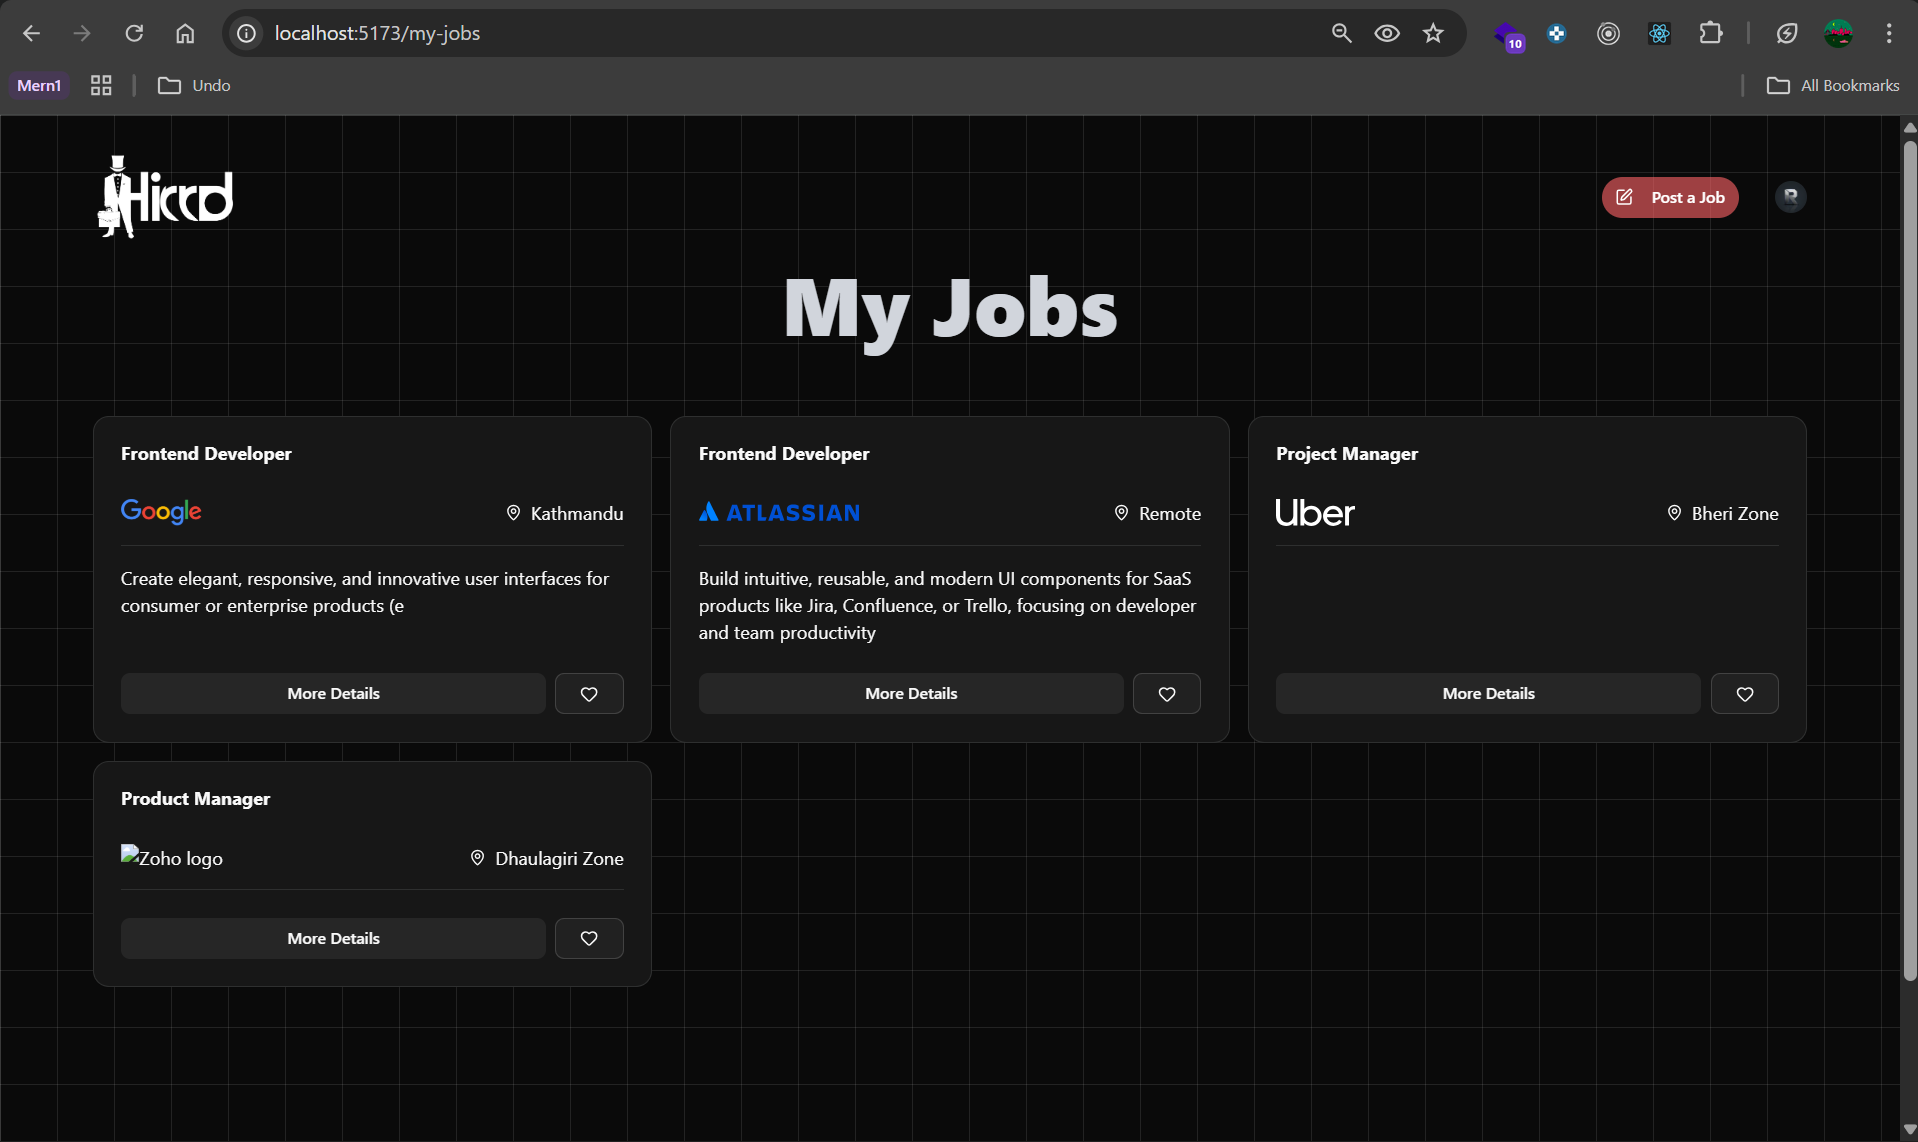 localhost:5173/my-jobs
10
Mern1
Undo
All Bookmarks
Hirrd
Post a Job
R
My Jobs
Frontend Developer
Google
Kathmandu
Create elegant, responsive, and innovative user interfaces for
consumer or enterprise products (e
More Details
Frontend Developer
ATLASSIAN
Remote
Build intuitive, reusable, and modern UI components for SaaS
products like Jira, Confluence, or Trello, focusing on developer
and team productivity
More Details
Project Manager
Uber
Bheri Zone
More Details
Product Manager
Zoho logo
Dhaulagiri Zone
More Details